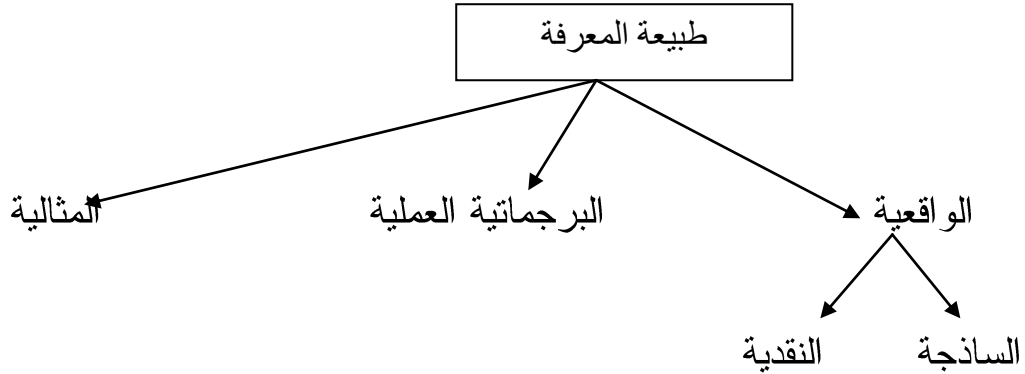 طبيعة المعرفة
الواقعية
البرجماتية العملية
المثالية
الساذجة
النقدية